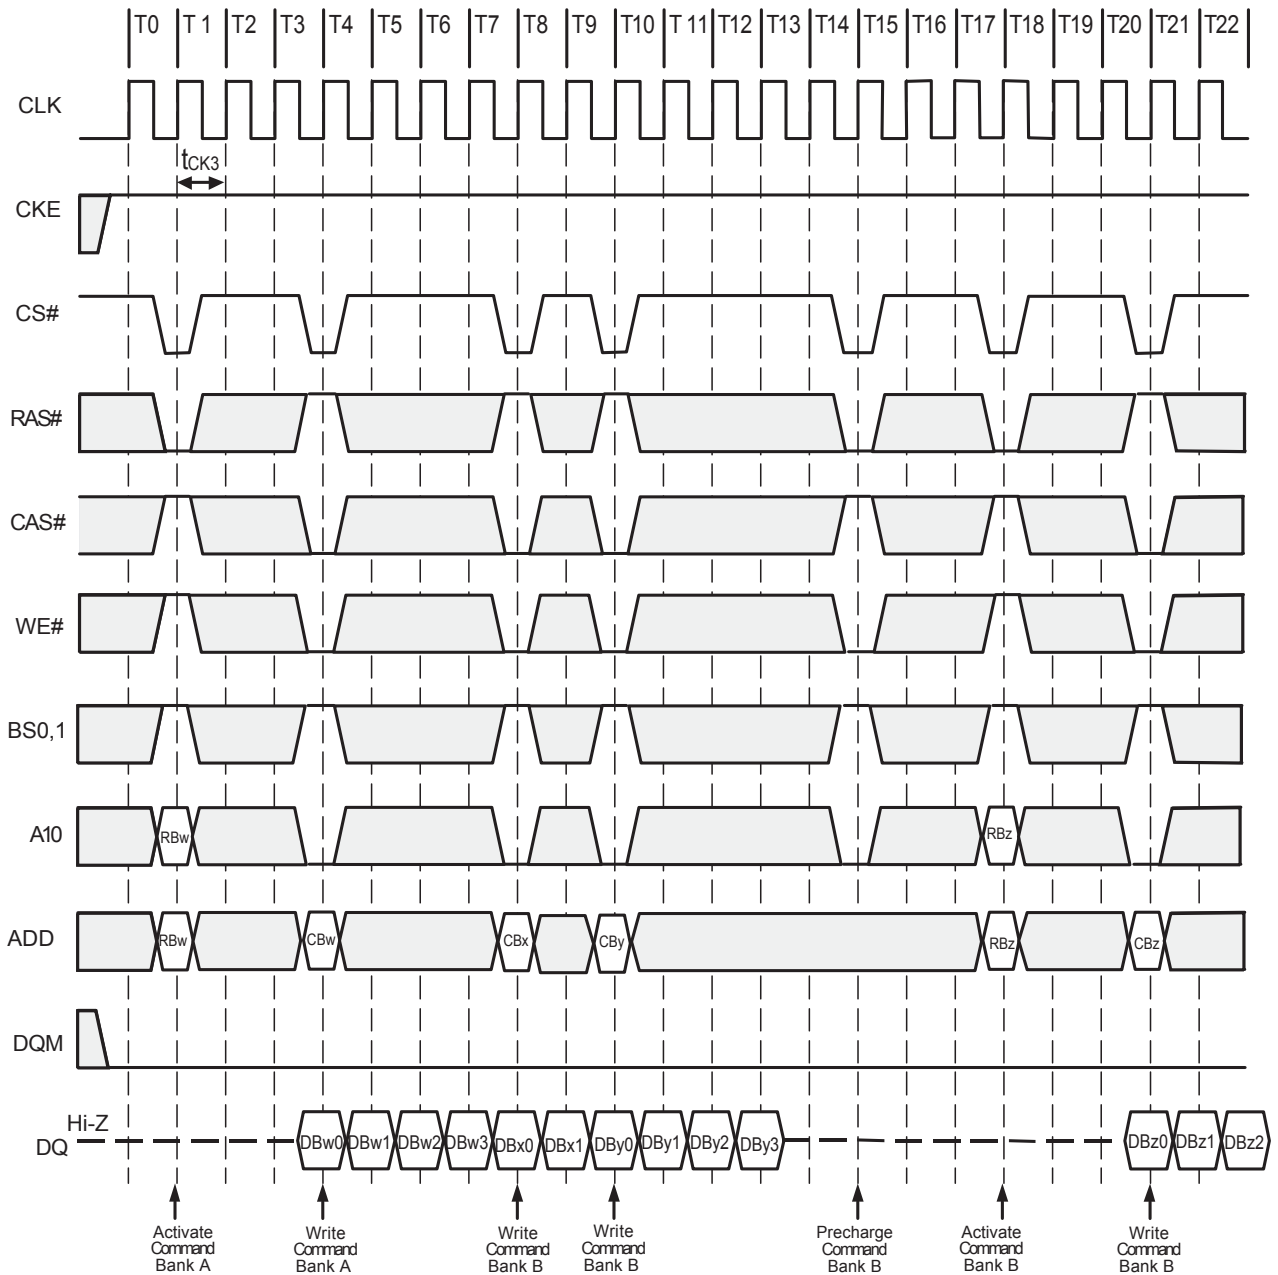 T0 T 1 T2 T3 T4 T5 T6 T7 T8 T9 T10 T 11 T12 T13 T14 T15 T16 T17 T18 T19 T20 T21 T22
CLK
tCK3
CKE
CS#
RAS#
CAS#
WE#
BS0,1
A10 RBw RBz
ADD RBw CBw CBx CBy RBz CBz
DQM
Hi-Z
DQ DBw0 DBw1 DBw2 DBw3 DBx0 DBx1 DBy0 DBy1 DBy2 DBy3 DBz0 DBz1 DBz2
Activate
Command
Bank A
Write
Command
Bank A
Write
Command
Bank B
Write
Command
Bank B
Precharge
Command
Bank B
Activate
Command
Bank B
Write
Command
Bank B